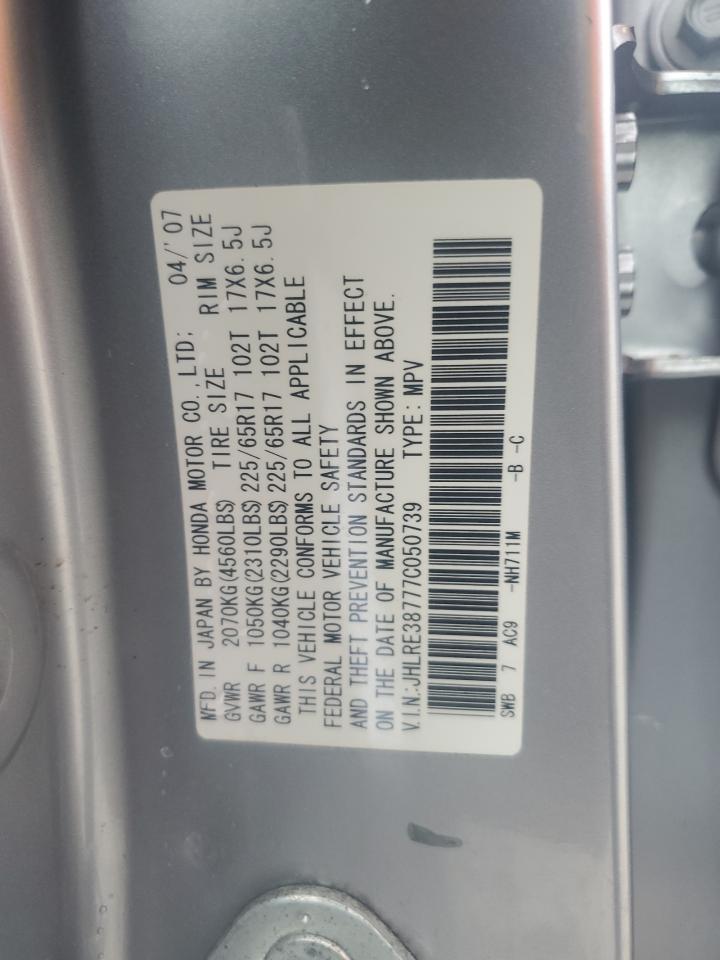 MFD. IN JAPAN BY HONDA MOTOR CO., LTD; 04/'07
GVWR 2070KG(4560LBS) TIRE SIZE RIM SIZE
GAWR F 1050KG(2310LBS) 225/65R17 102T 17X6.5J
GAWR R 1040KG(2290LBS) 225/65R17 102T 17X6.5J
THIS VEHICLE CONFORMS TO ALL APPLICABLE
FEDERAL MOTOR VEHICLE SAFETY
AND THEFT PREVENTION STANDARDS IN EFFECT
ON THE DATE OF MANUFACTURE SHOWN ABOVE.
V.I.N.:JHLRE38777C050739 TYPE: MPV
SWB 7 AC9 -NH711M -B -C